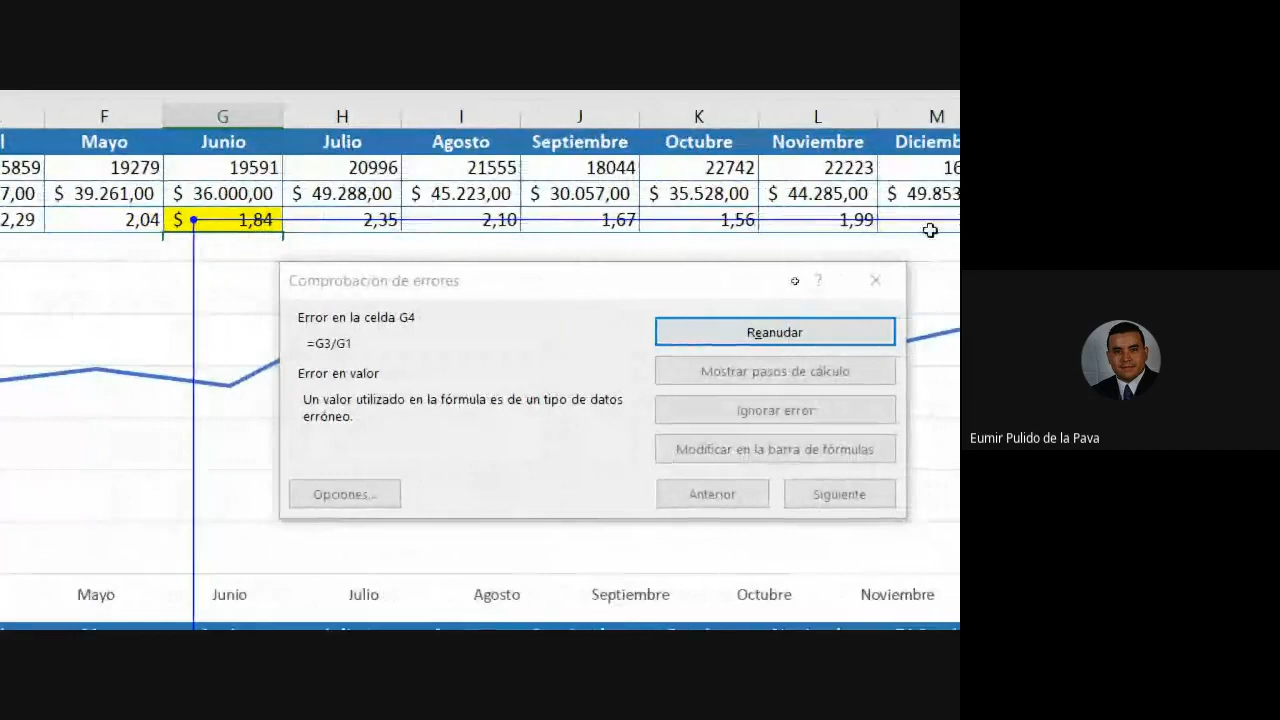 F G H I J K L M
l Mayo Junio Julio Agosto Septiembre Octubre Noviembre Diciemb
5859 19279 19591 20996 21555 18044 22742 22223 16
7,00 $ 39.261,00 $ 36.000,00 $ 49.288,00 $ 45.223,00 $ 30.057,00 $ 35.528,00 $ 44.285,00 $ 49.853
2,29 2,04 $ 1,84 2,35 2,10 1,67 1,56 1,99
Comprobación de errores ?
Error en la celda G4
=G3/G1
Error en valor
Un valor utilizado en la fórmula es de un tipo de datos
erróneo.
Reanudar
Mostrar pasos de cálculo
Ignorar error
Modificar en la barra de fórmulas
Opciones... Anterior Siguiente
Mayo Junio Julio Agosto Septiembre Octubre Noviembre
Eumir Pulido de la Pava